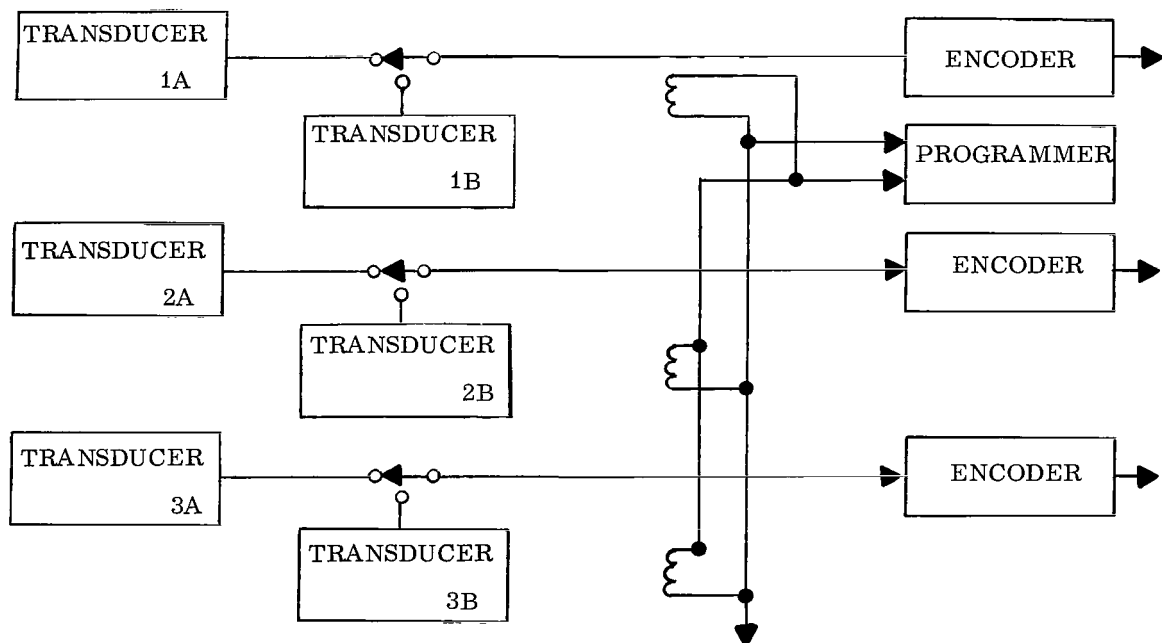 TRANSDUCER
1A
ENCODER
TRANSDUCER
1B
PROGRAMMER
TRANSDUCER
2A
ENCODER
TRANSDUCER
2B
TRANSDUCER
3A
ENCODER
TRANSDUCER
3B